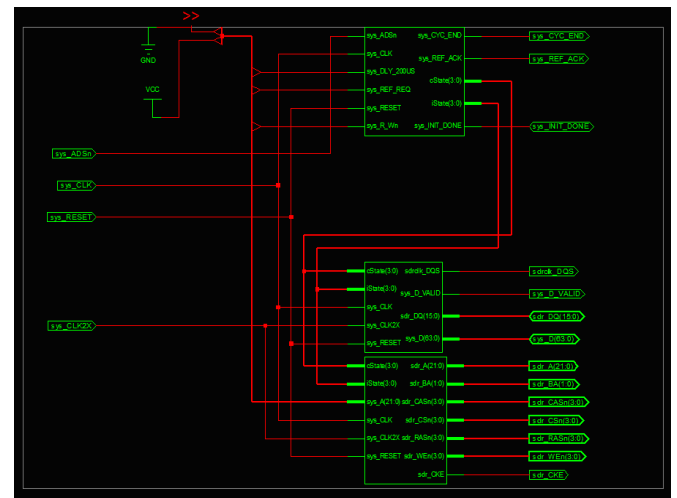 >>
GND
VCC
sys_ADSn
sys_CLK
sys_RESET
sys_CLK2X
sys_ADSn sys_CYC_END
sys_CLK
sys_REF_ACK
sys_DLY_200US
cState(3:0)
sys_REF_REQ
iState(3:0)
sys_RESET
sys_R_Wn sys_INIT_DONE
sys_CYC_END
sys_REF_ACK
sys_INIT_DONE
cState(3:0) sdrclk_DQS
iState(3:0)
sys_D_VALID
sys_CLK
sdr_DQ(15:0)
sys_CLK2X
sys_RESET sys_D(63:0)
sdrclk_DQS
sys_D_VALID
sdr_DQ(15:0)
sys_D(63:0)
cState(3:0) sdr_A(21:0)
iState(3:0) sdr_BA(1:0)
sys_A(21:0) sdr_CASn(3:0)
sys_CLK sdr_CSn(3:0)
sys_CLK2X sdr_RASn(3:0)
sys_RESET sdr_WEn(3:0)
sdr_CKE
sdr_A(21:0)
sdr_BA(1:0)
sdr_CASn(3:0)
sdr_CSn(3:0)
sdr_RASn(3:0)
sdr_WEn(3:0)
sdr_CKE